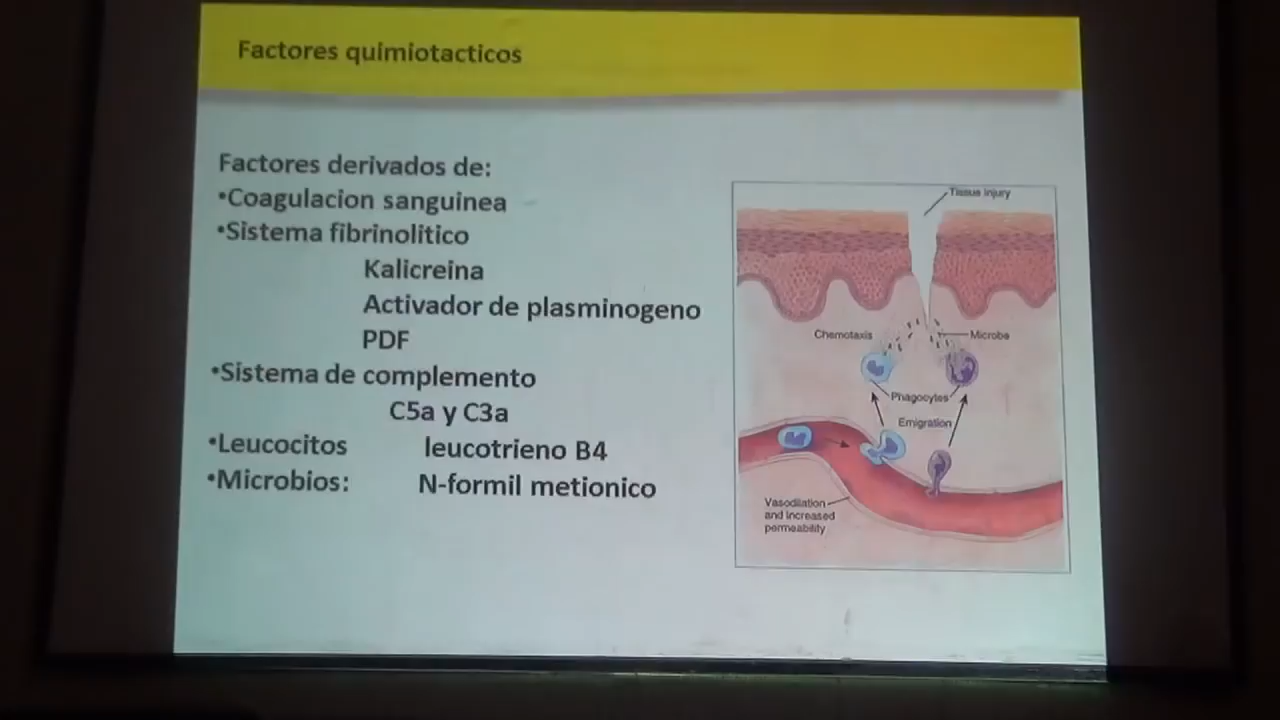 Factores quimiotacticos
Factores derivados de:
•Coagulacion sanguinea
•Sistema fibrinolitico
Kalicreina
Activador de plasminogeno
PDF
•Sistema de complemento
C5a y C3a
•Leucocitos leucotrieno B4
•Microbios: N-formil metionico
Tissue injury
Chemotaxis
Microbe
Phagocytes
Emigration
Vasodilation
and increased
permeability